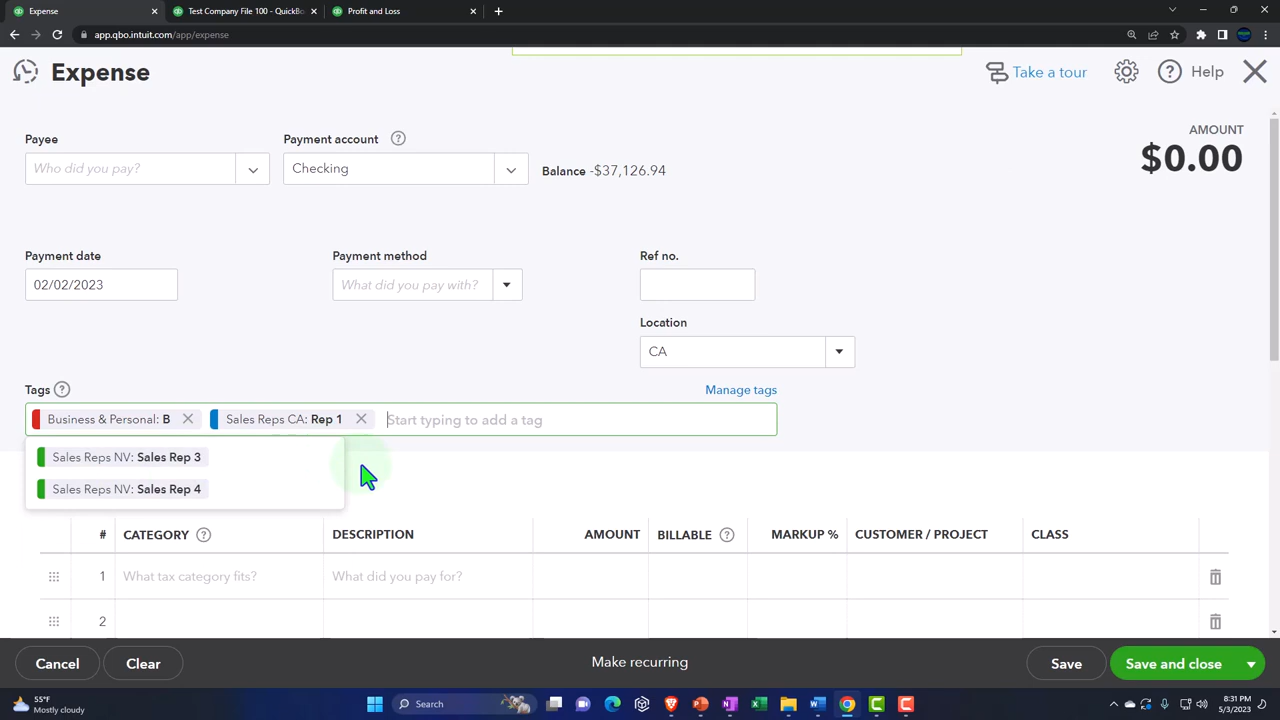 Expense
Test Company File 100 - QuickBo
Profit and Loss
app.qbo.intuit.com/app/expense
Expense
Take a tour
Help
Payee
Payment account
AMOUNT
Who did you pay?
Checking
Balance -$37,126.94
$0.00
Payment date
Payment method
Ref no.
02/02/2023
What did you pay with?
Location
CA
Tags
Manage tags
Business & Personal: B
Sales Reps CA: Rep 1
Start typing to add a tag
Sales Reps NV: Sales Rep 3
Sales Reps NV: Sales Rep 4
# CATEGORY DESCRIPTION AMOUNT BILLABLE MARKUP % CUSTOMER / PROJECT CLASS
1 What tax category fits? What did you pay for?
2
Cancel
Clear
Make recurring
Save
Save and close
55°F
Mostly cloudy
Search
8:31 PM
5/3/2023